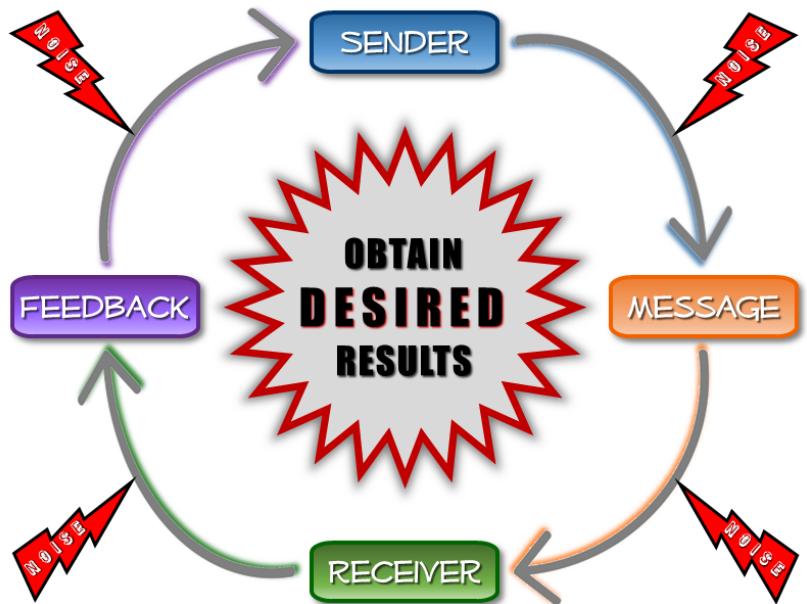 NOISE
SENDER
NOISE
OBTAIN
DESIRED
RESULTS
FEEDBACK
MESSAGE
NOISE
RECEIVER
NOISE